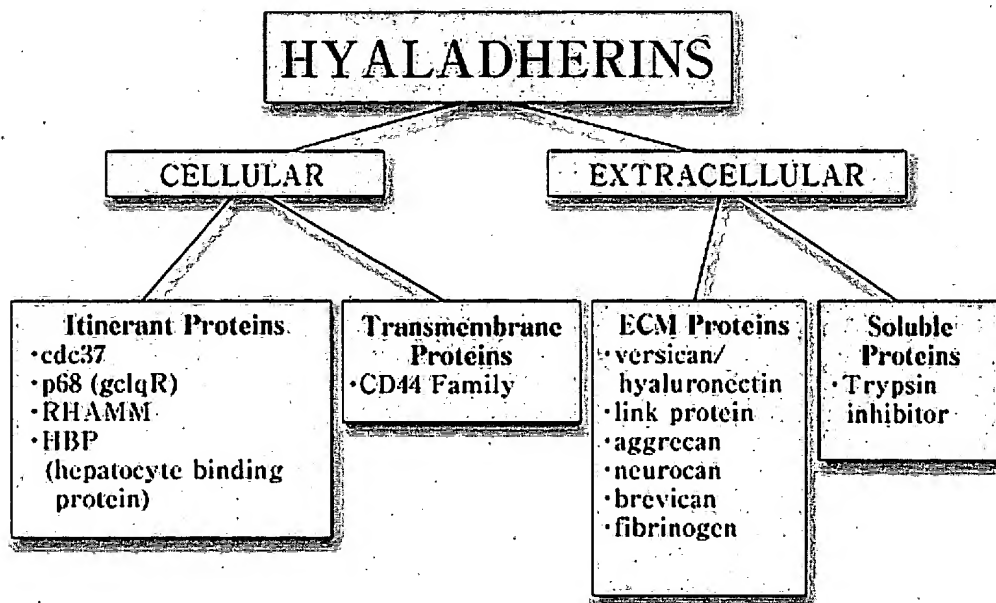 HYALADHERINS
CELLULAR
EXTRACELLULAR
Itinerant Proteins
·cdc37
·p68 (gclqR)
·RHAMM
·HBP
(hepatocyte binding
protein)
Transmembrane
Proteins
·CD44 Family
ECM Proteins
·versican/
hyaluronectin
·link protein
·aggrecan
·neurocan
·brevican
·fibrinogen
Soluble
Proteins
·Trypsin
inhibitor